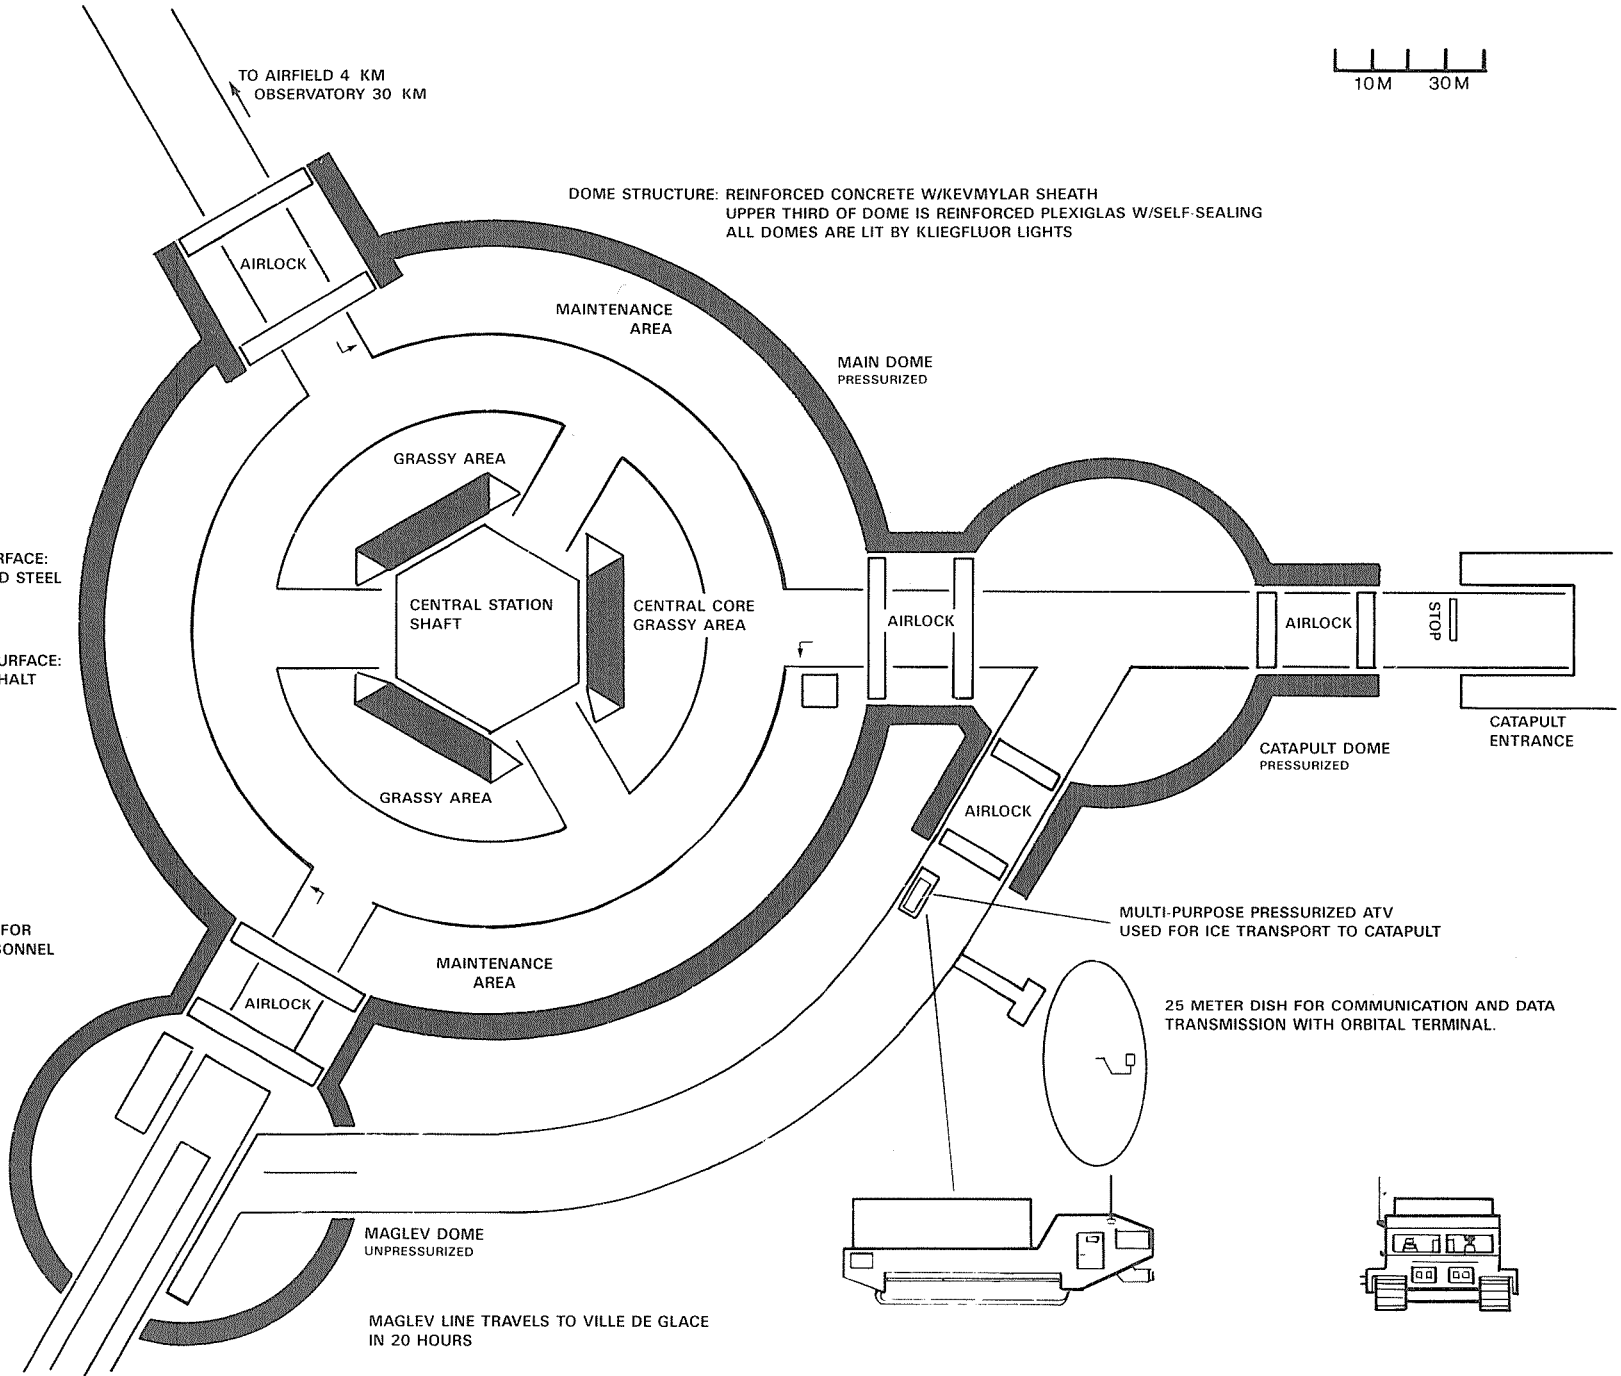 TO AIRFIELD 4 KM
OBSERVATORY 30 KM
10M 30M
DOME STRUCTURE: REINFORCED CONCRETE W/KEVMYLAR SHEATH
UPPER THIRD OF DOME IS REINFORCED PLEXIGLAS W/SELF-SEALING
ALL DOMES ARE LIT BY KLIEGFLUOR LIGHTS
AIRLOCK
MAINTENANCE
AREA
MAIN DOME
PRESSURIZED
GRASSY AREA
RFACE:
D STEEL
CENTRAL STATION
SHAFT
CENTRAL CORE
GRASSY AREA
AIRLOCK
AIRLOCK
STOP
URFACE:
HALT
CATAPULT
ENTRANCE
CATAPULT DOME
PRESSURIZED
GRASSY AREA
AIRLOCK
MULTI-PURPOSE PRESSURIZED ATV
USED FOR ICE TRANSPORT TO CATAPULT
FOR
SONNEL
MAINTENANCE
AREA
AIRLOCK
25 METER DISH FOR COMMUNICATION AND DATA
TRANSMISSION WITH ORBITAL TERMINAL.
MAGLEV DOME
UNPRESSURIZED
MAGLEV LINE TRAVELS TO VILLE DE GLACE
IN 20 HOURS